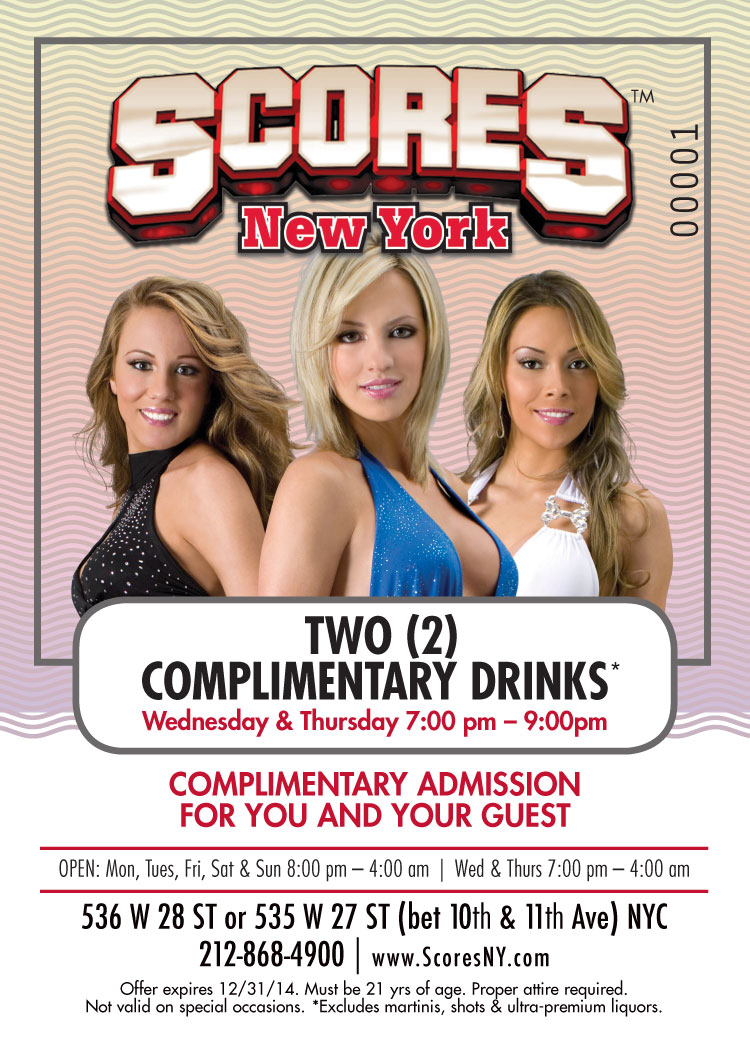 SCORES™
New York
00001
TWO (2)
COMPLIMENTARY DRINKS*
Wednesday & Thursday 7:00 pm – 9:00pm
COMPLIMENTARY ADMISSION
FOR YOU AND YOUR GUEST
OPEN: Mon, Tues, Fri, Sat & Sun 8:00 pm – 4:00 am | Wed & Thurs 7:00 pm – 4:00 am
536 W 28 ST or 535 W 27 ST (bet 10th & 11th Ave) NYC
212-868-4900 | www.ScoresNY.com
Offer expires 12/31/14. Must be 21 yrs of age. Proper attire required.
Not valid on special occasions. *Excludes martinis, shots & ultra-premium liquors.